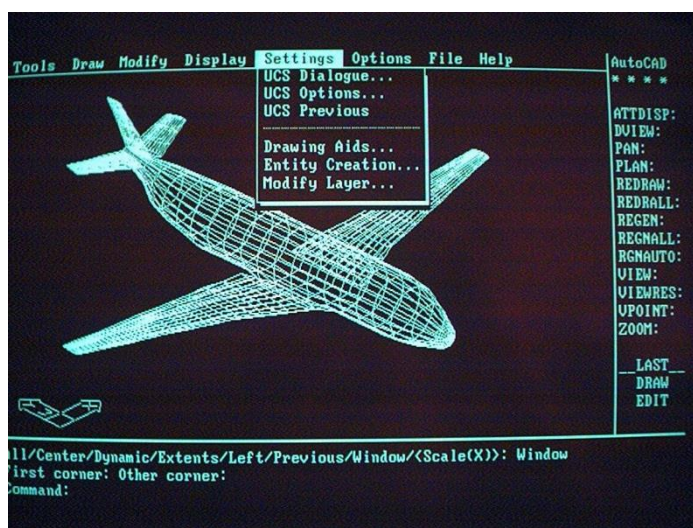 Tools Draw Modify Display Settings Options File Help
UCS Dialogue...
UCS Options...
UCS Previous
Drawing Aids...
Entity Creation...
Modify Layer...
AutoCAD
* * * *
ATTDISP:
DVIEW:
PAN:
PLAN:
REDRAW:
REDRALL:
REGEN:
REGNALL:
RGNAUTO:
VIEW:
VIEWRES:
VPOINT:
ZOOM:
__LAST__
DRAW
EDIT
ll/Center/Dynamic/Extents/Left/Previous/Window/<Scale(X)>: Window
irst corner: Other corner:
ommand: